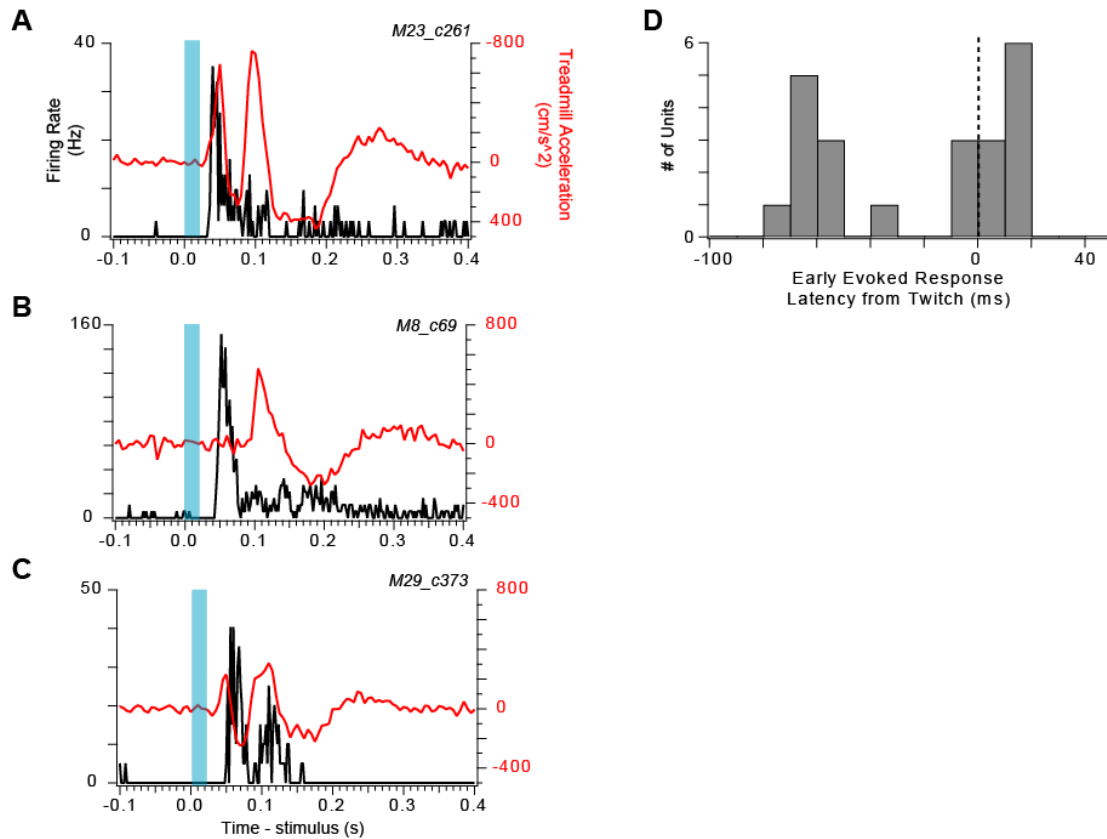 A
M23_c261
40
0
Firing Rate
(Hz)
-800
0
400
Treadmill Acceleration
(cm/s^2)
-0.1
0.0
0.1
0.2
0.3
0.4
B
M8_c69
160
0
800
0
-400
-0.1
0.0
0.1
0.2
0.3
0.4
C
M29_c373
50
0
800
0
-400
-0.1
0.0
0.1
0.2
0.3
0.4
Time - stimulus (s)
D
6
0
# of Units
-100
0
40
Early Evoked Response
Latency from Twitch (ms)